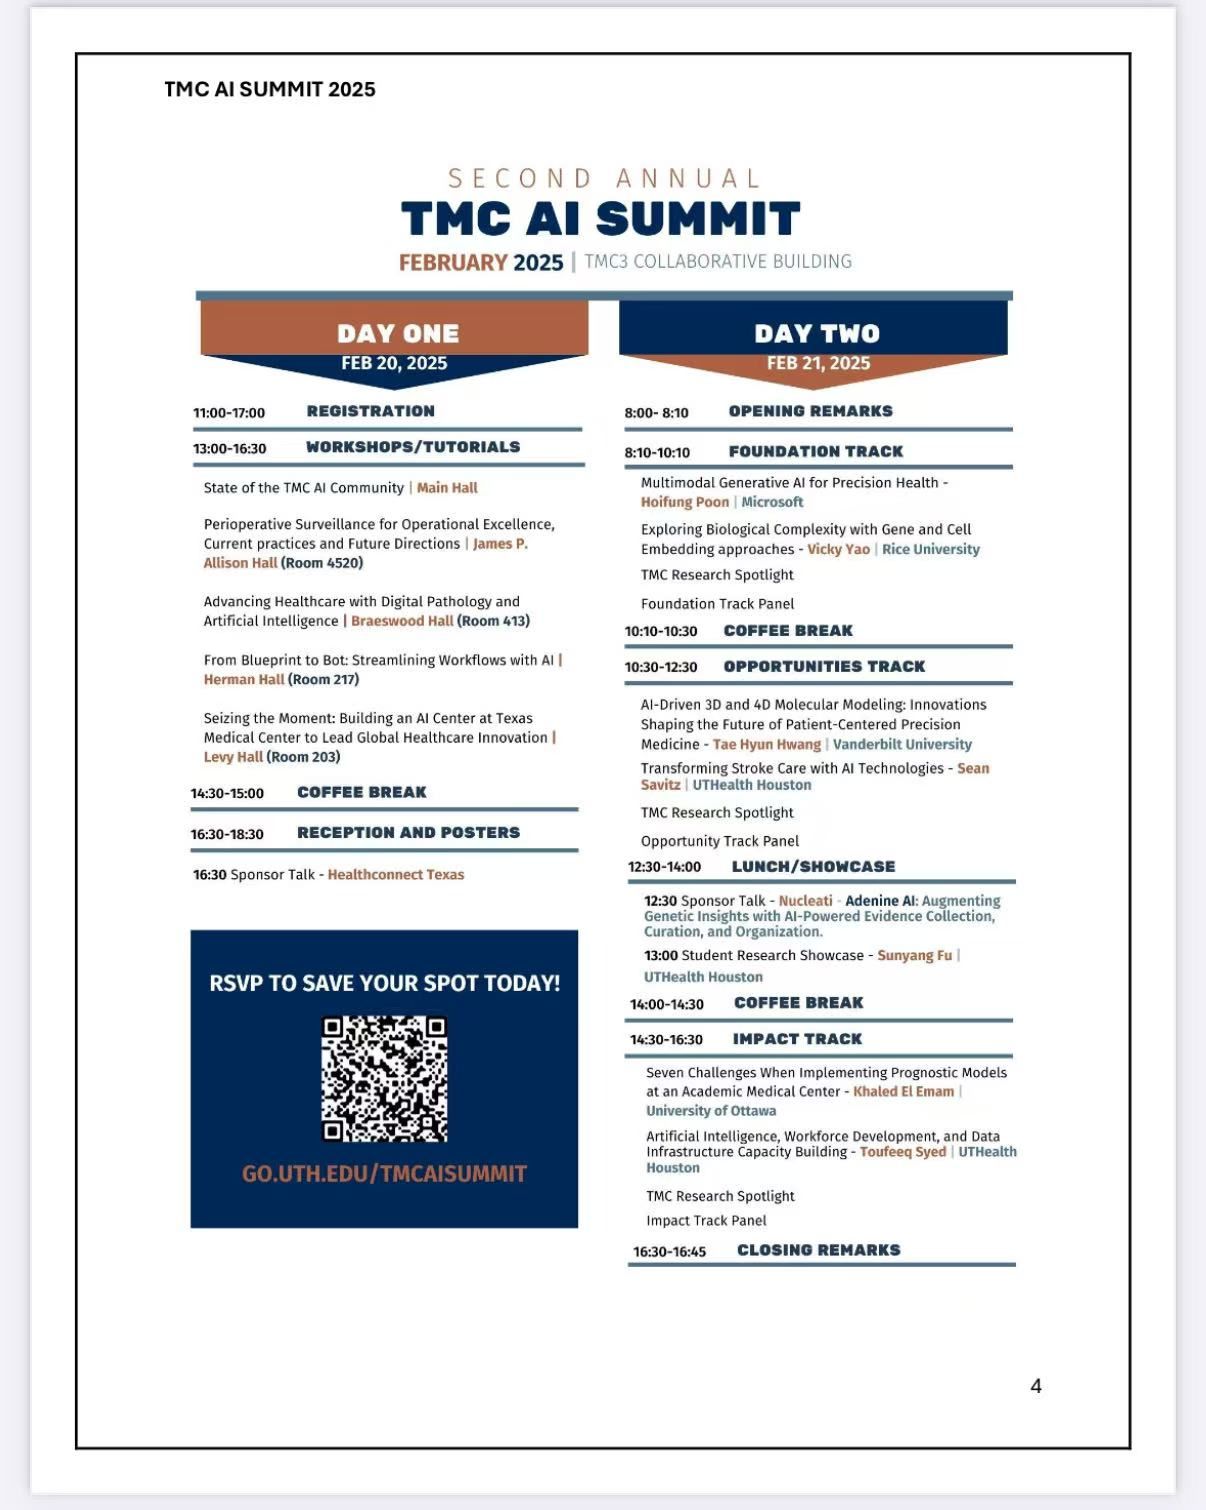 TMC AI SUMMIT 2025
SECOND ANNUAL
TMC AI SUMMIT
FEBRUARY 2025 | TMC3 COLLABORATIVE BUILDING
DAY ONE
FEB 20, 2025
11:00-17:00 REGISTRATION
13:00-16:30 WORKSHOPS/TUTORIALS
State of the TMC AI Community | Main Hall
Perioperative Surveillance for Operational Excellence,
Current practices and Future Directions | James P.
Allison Hall (Room 4520)
Advancing Healthcare with Digital Pathology and
Artificial Intelligence | Braeswood Hall (Room 413)
From Blueprint to Bot: Streamlining Workflows with AI |
Herman Hall (Room 217)
Seizing the Moment: Building an AI Center at Texas
Medical Center to Lead Global Healthcare Innovation |
Levy Hall (Room 203)
14:30-15:00 COFFEE BREAK
16:30-18:30 RECEPTION AND POSTERS
16:30 Sponsor Talk - Healthconnect Texas
RSVP TO SAVE YOUR SPOT TODAY!
GO.UTH.EDU/TMCAISUMMIT
DAY TWO
FEB 21, 2025
8:00- 8:10 OPENING REMARKS
8:10-10:10 FOUNDATION TRACK
Multimodal Generative AI for Precision Health -
Hoifung Poon | Microsoft
Exploring Biological Complexity with Gene and Cell
Embedding approaches - Vicky Yao | Rice University
TMC Research Spotlight
Foundation Track Panel
10:10-10:30 COFFEE BREAK
10:30-12:30 OPPORTUNITIES TRACK
AI-Driven 3D and 4D Molecular Modeling: Innovations
Shaping the Future of Patient-Centered Precision
Medicine - Tae Hyun Hwang | Vanderbilt University
Transforming Stroke Care with AI Technologies - Sean
Savitz | UTHealth Houston
TMC Research Spotlight
Opportunity Track Panel
12:30-14:00 LUNCH/SHOWCASE
12:30 Sponsor Talk - Nucleati - Adenine AI: Augmenting
Genetic Insights with AI-Powered Evidence Collection,
Curation, and Organization.
13:00 Student Research Showcase - Sunyang Fu |
UTHealth Houston
14:00-14:30 COFFEE BREAK
14:30-16:30 IMPACT TRACK
Seven Challenges When Implementing Prognostic Models
at an Academic Medical Center - Khaled El Emam |
University of Ottawa
Artificial Intelligence, Workforce Development, and Data
Infrastructure Capacity Building - Toufeeq Syed | UTHealth
Houston
TMC Research Spotlight
Impact Track Panel
16:30-16:45 CLOSING REMARKS
4